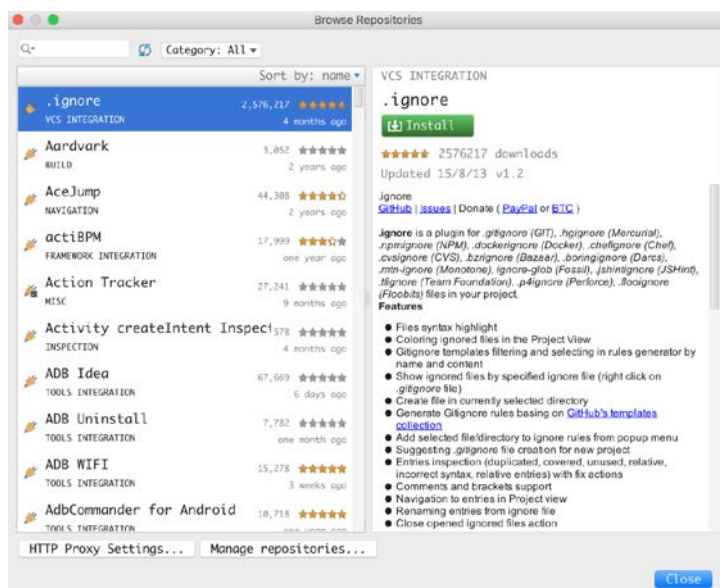 Browse Repositories
Category: All
Sort by: name
.ignore 2,576,217
VCS INTEGRATION 4 months ago
Aardvark 3,052
BUILD 2 years ago
AceJump 44,308
NAVIGATION 2 years ago
actiBPM 17,999
FRAMEWORK INTEGRATION one year ago
Action Tracker 27,241
MISC 9 months ago
Activity createIntent Inspect 578
INSPECTION 4 months ago
ADB Idea 67,669
TOOLS INTEGRATION 6 days ago
ADB Uninstall 7,782
TOOLS INTEGRATION one month ago
ADB WIFI 15,278
TOOLS INTEGRATION 3 weeks ago
AdbCommander for Android 10,718
TOOLS INTEGRATION
VCS INTEGRATION
.ignore
Install
2576217 downloads
Updated 15/8/13 v1.2
.ignore
GitHub | Issues | Donate ( PayPal or BTC )
.ignore is a plugin for .gitignore (GIT), .hgignore (Mercurial),
.npmignore (NPM), .dockerignore (Docker), .chefignore (Chef),
.cvsignore (CVS), .bzrignore (Bazaar), .boringignore (Darcs),
.mtn-ignore (Monotone), ignore-glob (Fossil), .jshintignore (JSHint),
.tfignore (Team Foundation), .p4ignore (Perforce), .flooignore
(Floobits) files in your project.
Features
● Files syntax highlight
● Coloring ignored files in the Project View
● Gitignore templates filtering and selecting in rules generator by
name and content
● Show ignored files by specified ignore file (right click on
.gitignore file)
● Create file in currently selected directory
● Generate Gitignore rules basing on GitHub's templates
collection
● Add selected file/directory to ignore rules from popup menu
● Suggesting .gitignore file creation for new project
● Entries inspection (duplicated, covered, unused, relative,
incorrect syntax, relative entries) with fix actions
● Comments and brackets support
● Navigation to entries in Project view
● Renaming entries from ignore file
● Close opened ignored files action
HTTP Proxy Settings... Manage repositories...
Close